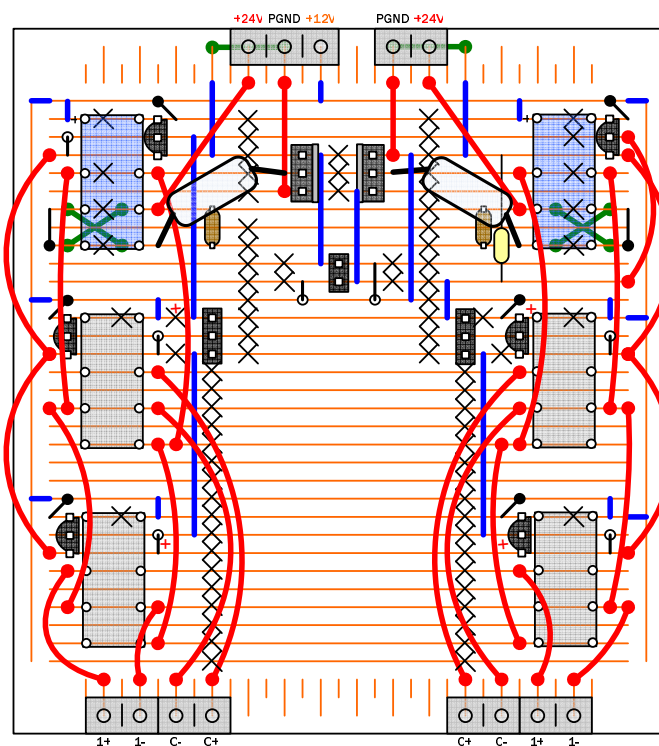 +24V PGND +12V PGND +24V
+ +
+ +
+ +
1+ 1- C- C+ C+ C- 1+ 1-